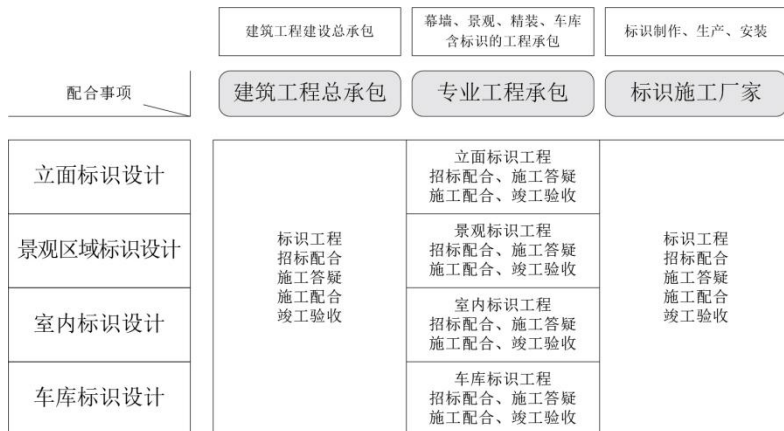 建筑工程建设总承包
幕墙、景观、精装、车库
含标识的工程承包
标识制作、生产、安装
配合事项
建筑工程总承包
专业工程承包
标识施工厂家
立面标识设计
景观区域标识设计
室内标识设计
车库标识设计
标识工程
招标配合
施工答疑
施工配合
竣工验收
立面标识工程
招标配合、施工答疑
施工配合、竣工验收
景观标识工程
招标配合、施工答疑
施工配合、竣工验收
室内标识工程
招标配合、施工答疑
施工配合、竣工验收
车库标识工程
招标配合、施工答疑
施工配合、竣工验收
标识工程
招标配合
施工答疑
施工配合
竣工验收